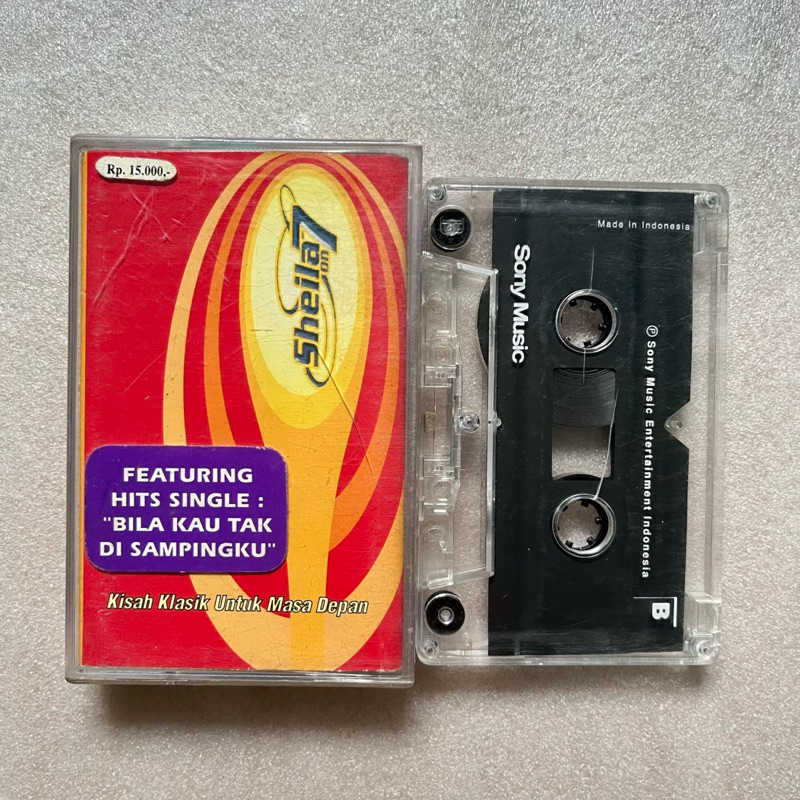 Rp. 15.000,-
Sheila on 7
FEATURING
HITS SINGLE :
"BILA KAU TAK
DI SAMPINGKU"
Kisah Klasik Untuk Masa Depan
Made in Indonesia
Sony Music
Ⓟ Sony Music Entertainment Indonesia
B